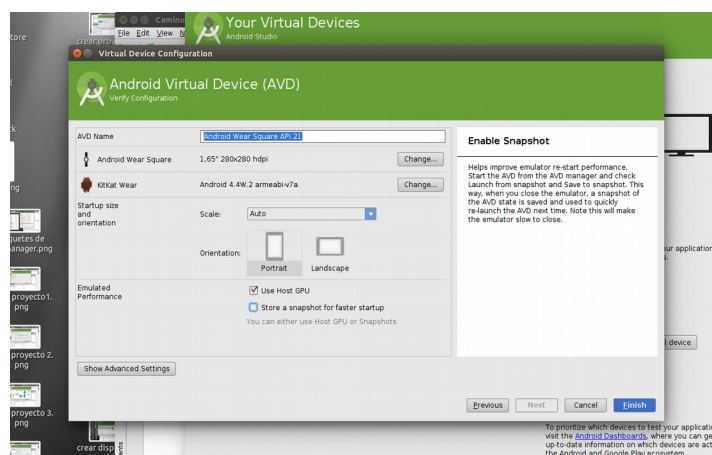 tore
crear proy
Camino
File Edit View N
Your Virtual Devices
Android Studio
Virtual Device Configuration
Android Virtual Device (AVD)
Verify Configuration
AVD Name
Android Wear Square API 21
Android Wear Square
1,65" 280x280 hdpi
Change...
KitKat Wear
Android 4.4W.2 armeabi-v7a
Change...
Startup size
and
orientation
Scale:
Auto
Orientation:
Portrait
Landscape
Emulated
Performance
Use Host GPU
Store a snapshot for faster startup
You can either use Host GPU or Snapshots
Show Advanced Settings
Enable Snapshot
Helps improve emulator re-start performance.
Start the AVD from the AVD manager and check
Launch from snapshot and Save to snapshot. This
way, when you close the emulator, a snapshot of
the AVD state is saved and used to quickly
re-launch the AVD next time. Note this will make
the emulator slow to close.
Previous
Next
Cancel
Finish
ng
quetes de
anager.png
proyecto1.
png
proyecto 2.
png
proyecto 3.
png
crear disp
ur application
s.
l device
To prioritize which devices to test your applicatio
visit the Android Dashboards, where you can ge
up-to-date information on which devices are act
the Android and Google Play ecosystem.